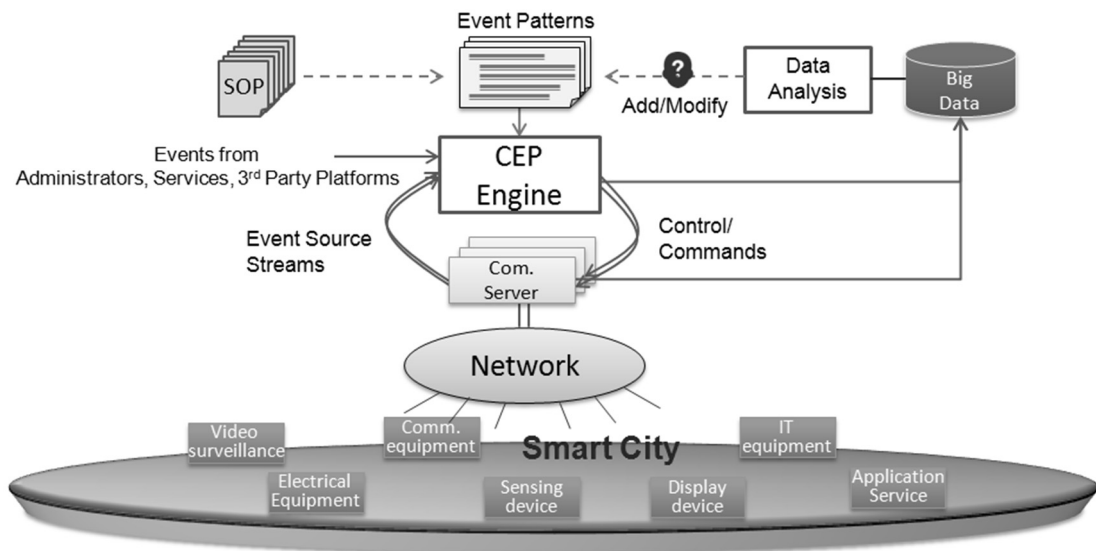 Event Patterns
SOP
?
Add/Modify
Data
Analysis
Big
Data
Events from
Administrators, Services, 3rd Party Platforms
CEP
Engine
Event Source
Streams
Control/
Commands
Com.
Server
Network
Smart City
Video
surveillance
Comm.
equipment
IT
equipment
Electrical
Equipment
Sensing
device
Display
device
Application
Service